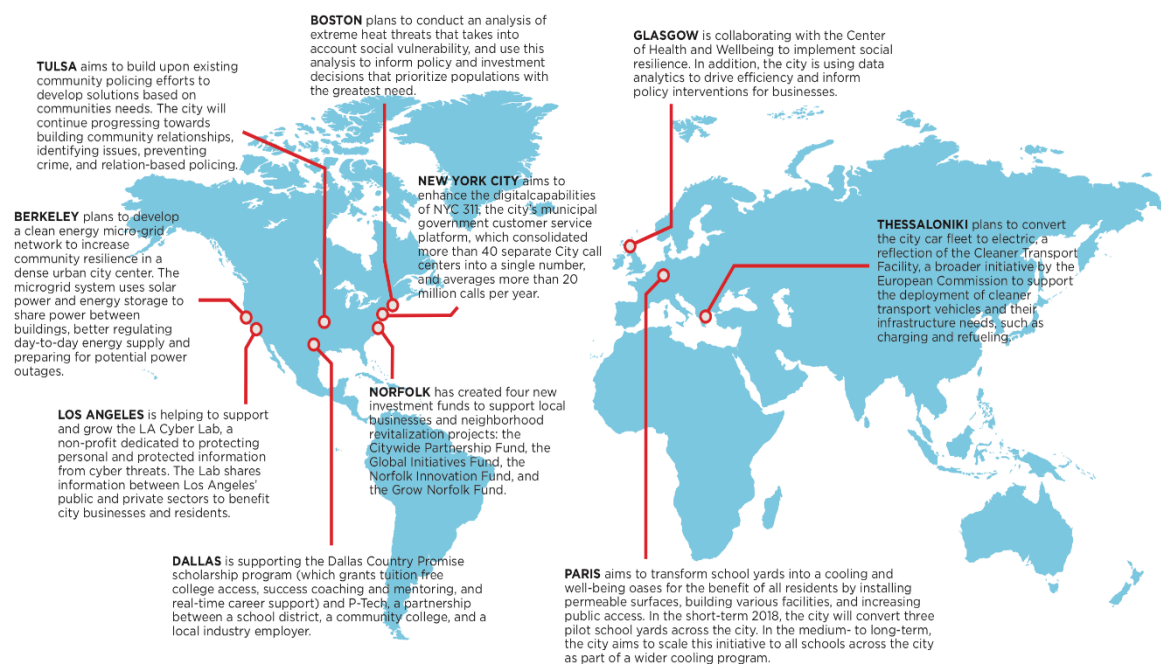 BOSTON plans to conduct an analysis of
extreme heat threats that takes into
account social vulnerability, and use this
analysis to inform policy and investment
decisions that prioritize populations with
the greatest need.
GLASGOW is collaborating with the Center
of Health and Wellbeing to implement social
resilience. In addition, the city is using data
analytics to drive efficiency and inform
policy interventions for businesses.
TULSA aims to build upon existing
community policing efforts to
develop solutions based on
communities needs. The city will
continue progressing towards
building community relationships,
identifying issues, preventing
crime, and relation-based policing.
NEW YORK CITY aims to
enhance the digitalcapabilities
of NYC 311, the city's municipal
government customer service
platform, which consolidated
more than 40 separate City call
centers into a single number,
and averages more than 20
million calls per year.
BERKELEY plans to develop
a clean energy micro-grid
network to increase
community resilience in a
dense urban city center. The
microgrid system uses solar
power and energy storage to
share power between
buildings, better regulating
day-to-day energy supply and
preparing for potential power
outages.
THESSALONIKI plans to convert
the city car fleet to electric, a
reflection of the Cleaner Transport
Facility, a broader initiative by the
European Commission to support
the deployment of cleaner
transport vehicles and their
infrastructure needs, such as
charging and refueling.
NORFOLK has created four new
investment funds to support local
businesses and neighborhood
revitalization projects: the
Citywide Partnership Fund, the
Global Initiatives Fund, the
Norfolk Innovation Fund, and
the Grow Norfolk Fund.
LOS ANGELES is helping to support
and grow the LA Cyber Lab, a
non-profit dedicated to protecting
personal and protected information
from cyber threats. The Lab shares
information between Los Angeles'
public and private sectors to benefit
city businesses and residents.
DALLAS is supporting the Dallas Country Promise
scholarship program (which grants tuition free
college access, success coaching and mentoring, and
real-time career support) and P-Tech, a partnership
between a school district, a community college, and a
local industry employer.
PARIS aims to transform school yards into a cooling and
well-being oases for the benefit of all residents by installing
permeable surfaces, building various facilities, and increasing
public access. In the short-term 2018, the city will convert three
pilot school yards across the city. In the medium- to long-term,
the city aims to scale this initiative to all schools across the city
as part of a wider cooling program.